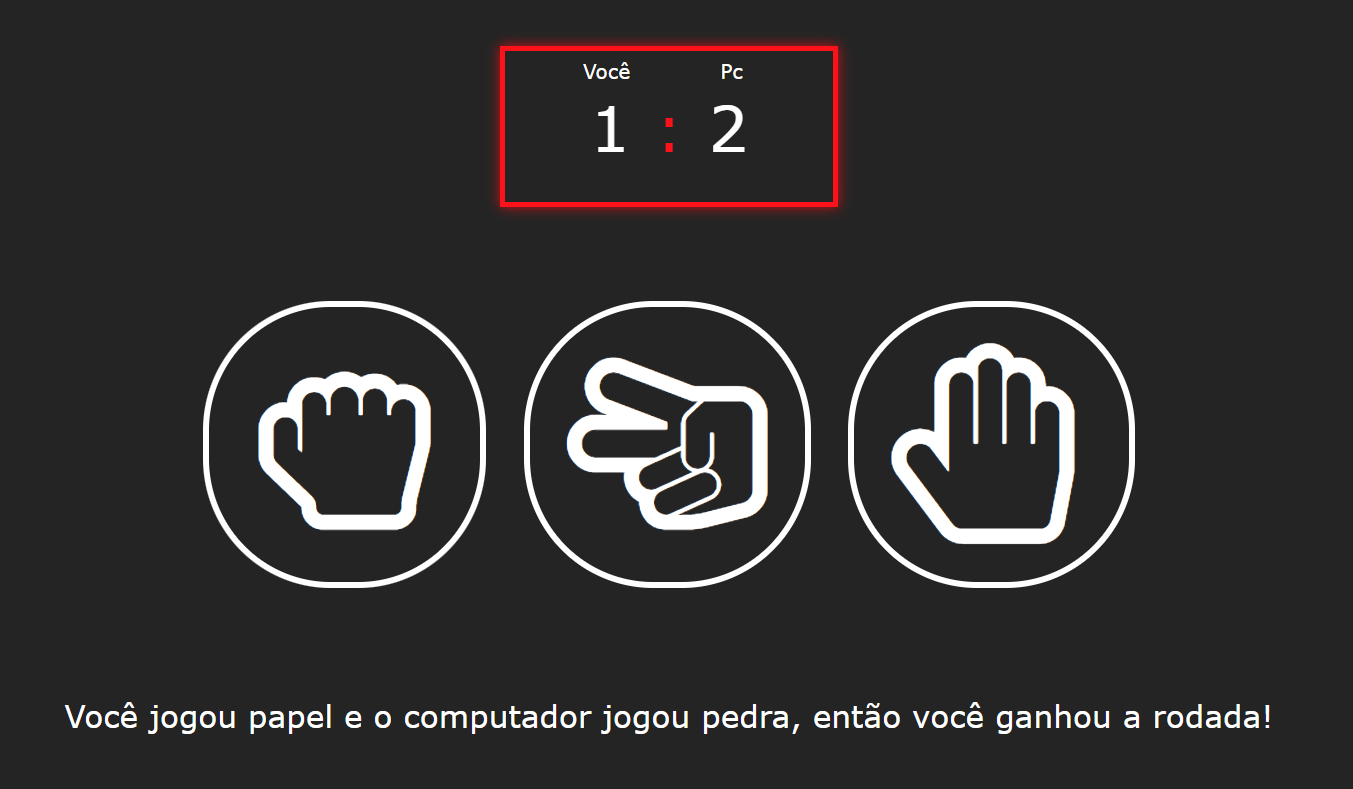 Você Pc
1 : 2
Você jogou papel e o computador jogou pedra, então você ganhou a rodada!